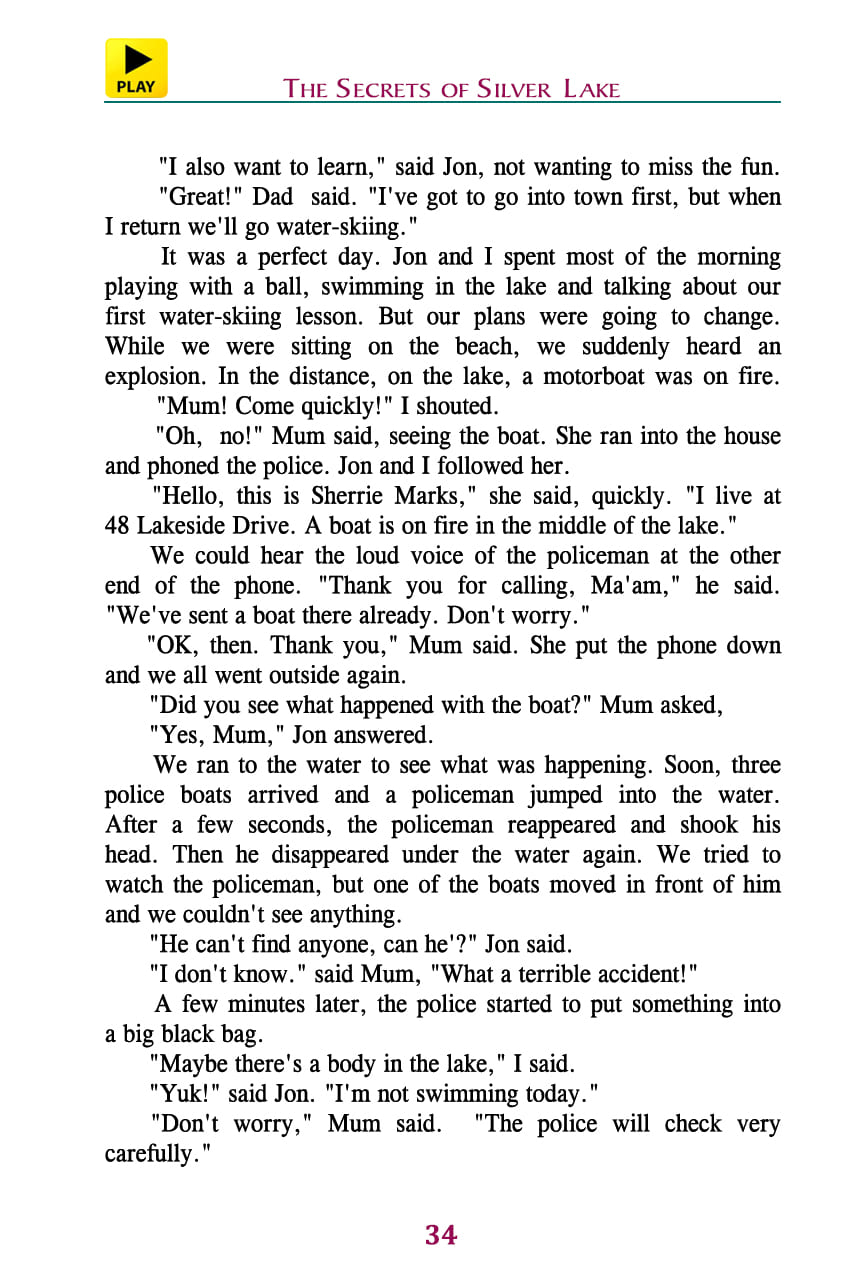 PLAY
THE SECRETS OF SILVER LAKE
"I also want to learn," said Jon, not wanting to miss the fun.
"Great!" Dad said. "I've got to go into town first, but when
I return we'll go water-skiing."
It was a perfect day. Jon and I spent most of the morning
playing with a ball, swimming in the lake and talking about our
first water-skiing lesson. But our plans were going to change.
While we were sitting on the beach, we suddenly heard an
explosion. In the distance, on the lake, a motorboat was on fire.
"Mum! Come quickly!" I shouted.
"Oh, no!" Mum said, seeing the boat. She ran into the house
and phoned the police. Jon and I followed her.
"Hello, this is Sherrie Marks," she said, quickly. "I live at
48 Lakeside Drive. A boat is on fire in the middle of the lake."
We could hear the loud voice of the policeman at the other
end of the phone. "Thank you for calling, Ma'am," he said.
"We've sent a boat there already. Don't worry."
"OK, then. Thank you," Mum said. She put the phone down
and we all went outside again.
"Did you see what happened with the boat?" Mum asked,
"Yes, Mum," Jon answered.
We ran to the water to see what was happening. Soon, three
police boats arrived and a policeman jumped into the water.
After a few seconds, the policeman reappeared and shook his
head. Then he disappeared under the water again. We tried to
watch the policeman, but one of the boats moved in front of him
and we couldn't see anything.
"He can't find anyone, can he'?" Jon said.
"I don't know." said Mum, "What a terrible accident!"
A few minutes later, the police started to put something into
a big black bag.
"Maybe there's a body in the lake," I said.
"Yuk!" said Jon. "I'm not swimming today."
"Don't worry," Mum said. "The police will check very
carefully."
34